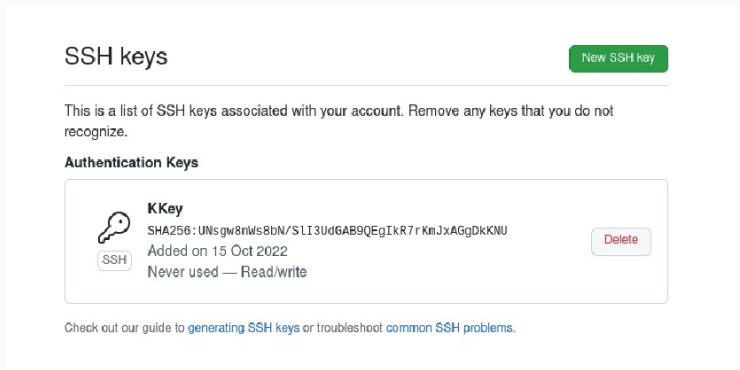 SSH keys
New SSH key
This is a list of SSH keys associated with your account. Remove any keys that you do not
recognize.
Authentication Keys
KKey
SHA256:UNsgw8nWs8bN/SlI3UdGAB9QEgIkR7rKmJxAGgDkKNU
Added on 15 Oct 2022
Never used — Read/write
SSH
Delete
Check out our guide to generating SSH keys or troubleshoot common SSH problems.